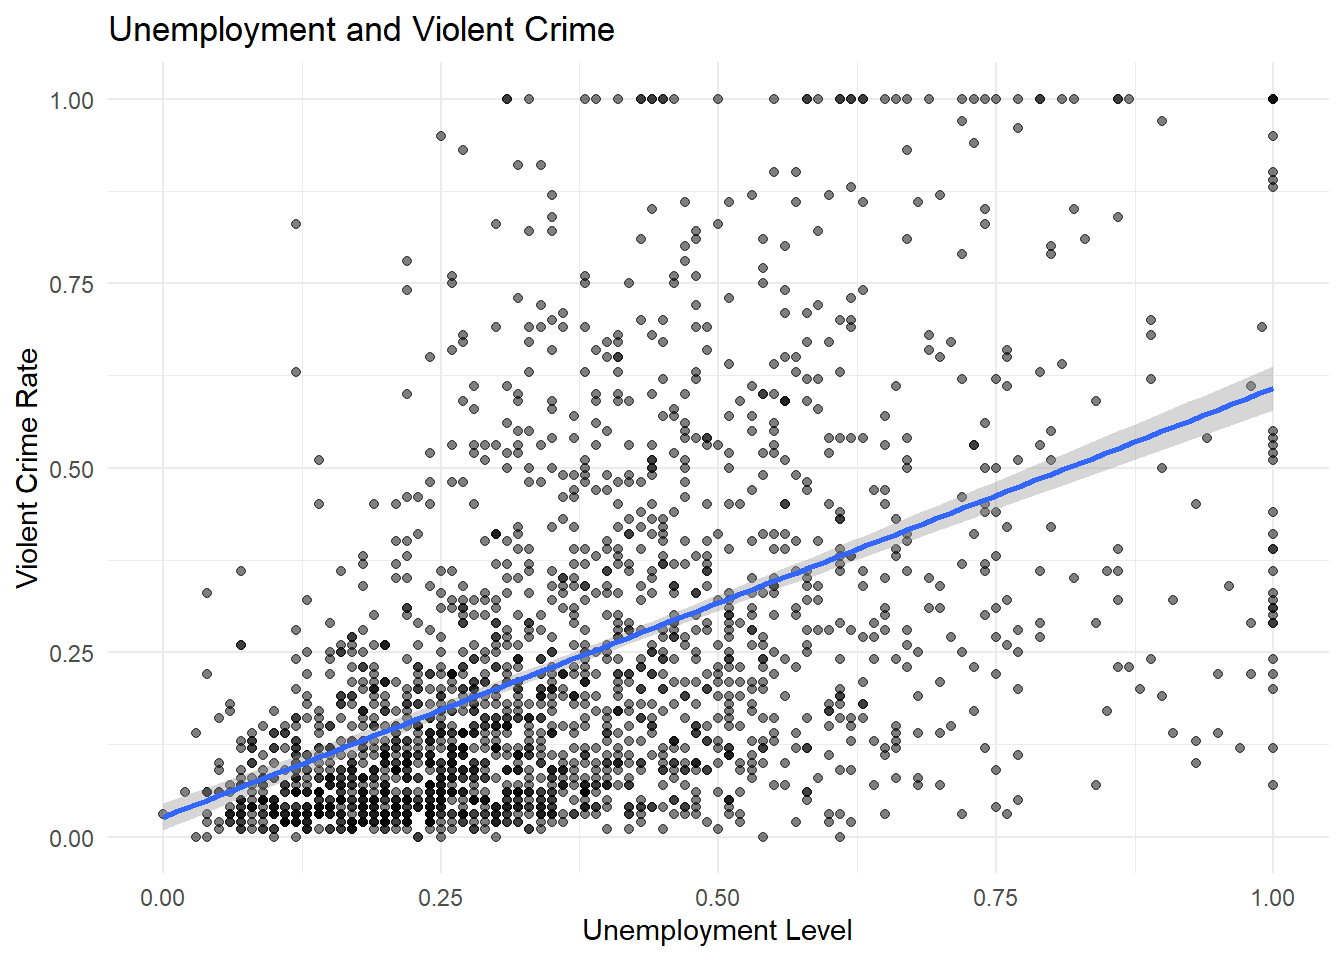 Unemployment and Violent Crime
1.00
0.75
0.50
0.25
0.00
Violent Crime Rate
0.00 0.25 0.50 0.75 1.00
Unemployment Level